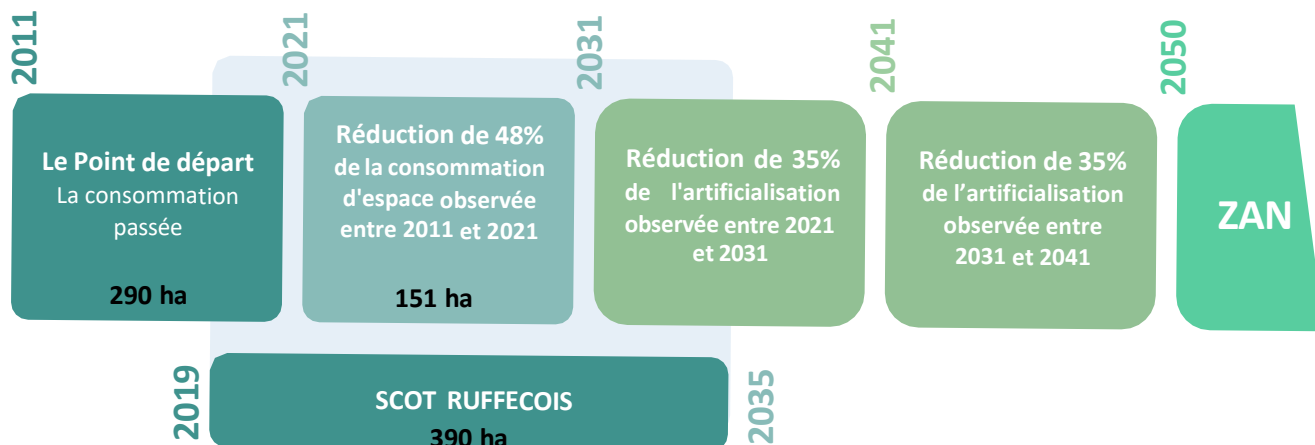 2011
2021
2031
2041
2050
Le Point de départ
La consommation
passée
290 ha
Réduction de 48%
de la consommation
d'espace observée
entre 2011 et 2021
151 ha
Réduction de 35%
de l'artificialisation
observée entre 2021
et 2031
Réduction de 35%
de l’artificialisation
observée entre
2031 et 2041
ZAN
2019
SCOT RUFFECOIS
390 ha
2035